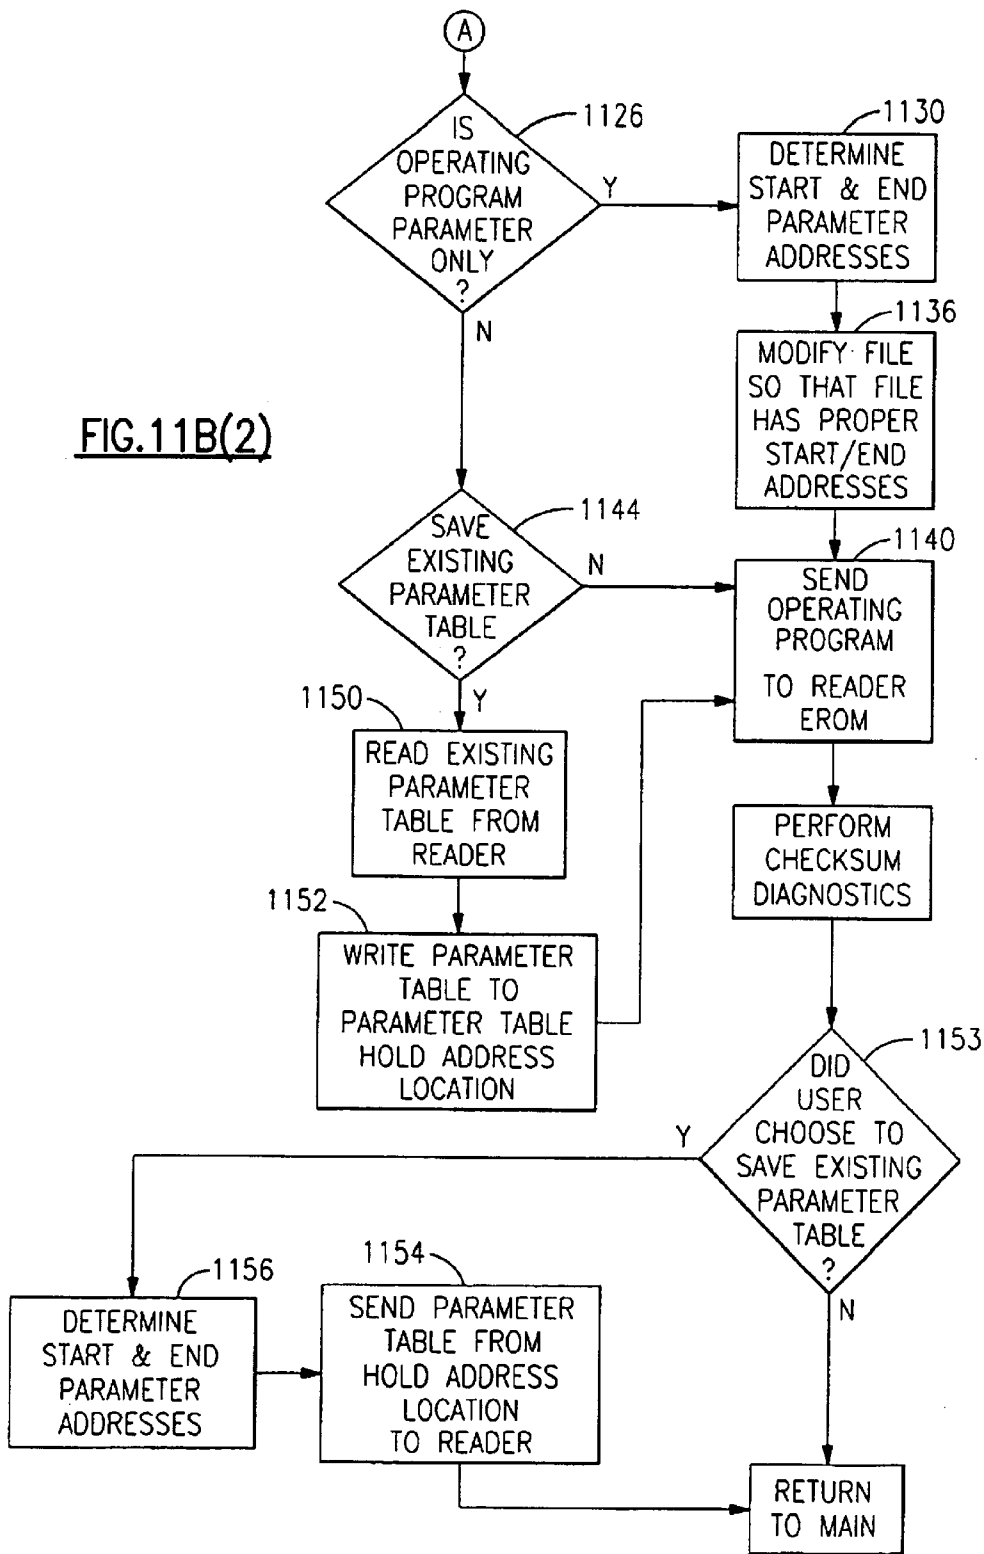 A
1126
IS
OPERATING
PROGRAM
PARAMETER
ONLY
?
Y
N
1130
DETERMINE
START & END
PARAMETER
ADDRESSES
1136
MODIFY FILE
SO THAT FILE
HAS PROPER
START/END
ADDRESSES
FIG.11B(2)
1144
SAVE
EXISTING
PARAMETER
TABLE
?
N
Y
1140
SEND
OPERATING
PROGRAM
TO READER
EROM
1150
READ EXISTING
PARAMETER
TABLE FROM
READER
PERFORM
CHECKSUM
DIAGNOSTICS
1152
WRITE PARAMETER
TABLE TO
PARAMETER TABLE
HOLD ADDRESS
LOCATION
1153
DID
USER
CHOOSE TO
SAVE EXISTING
PARAMETER
TABLE
?
Y
N
1156
DETERMINE
START & END
PARAMETER
ADDRESSES
1154
SEND PARAMETER
TABLE FROM
HOLD ADDRESS
LOCATION
TO READER
RETURN
TO MAIN